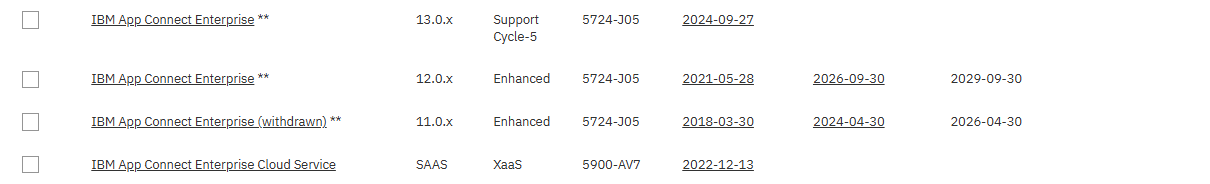 IBM App Connect Enterprise ** 13.0.x Support 5724-J05 2024-09-27
Cycle-5
IBM App Connect Enterprise ** 12.0.x Enhanced 5724-J05 2021-05-28 2026-09-30 2029-09-30
IBM App Connect Enterprise (withdrawn) ** 11.0.x Enhanced 5724-J05 2018-03-30 2024-04-30 2026-04-30
IBM App Connect Enterprise Cloud Service SAAS XaaS 5900-AV7 2022-12-13